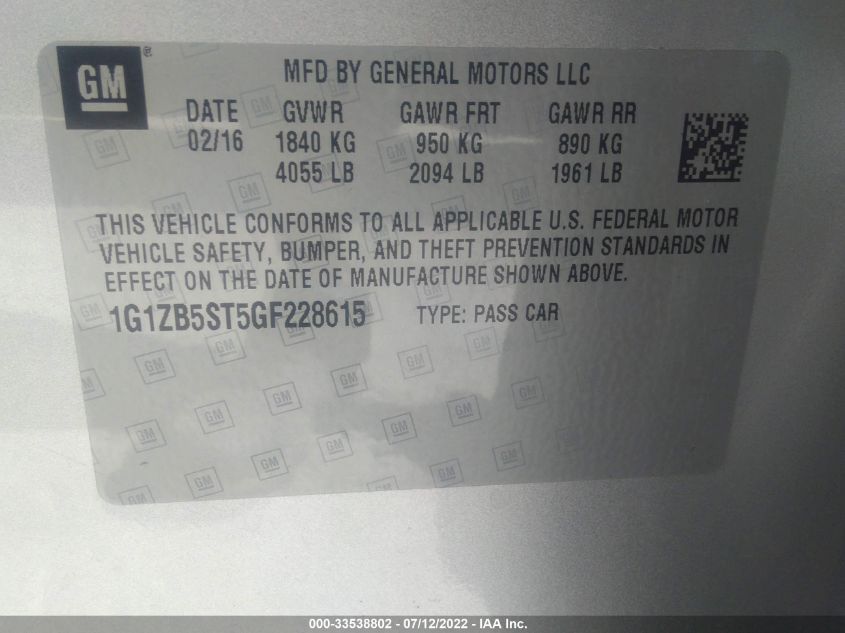 GM ®
MFD BY GENERAL MOTORS LLC
DATE GVWR GAWR FRT GAWR RR
02/16 1840 KG 950 KG 890 KG
4055 LB 2094 LB 1961 LB
THIS VEHICLE CONFORMS TO ALL APPLICABLE U.S. FEDERAL MOTOR
VEHICLE SAFETY, BUMPER, AND THEFT PREVENTION STANDARDS IN
EFFECT ON THE DATE OF MANUFACTURE SHOWN ABOVE.
1G1ZB5ST5GF228615 TYPE: PASS CAR
000-33538802 - 07/12/2022 - IAA Inc.